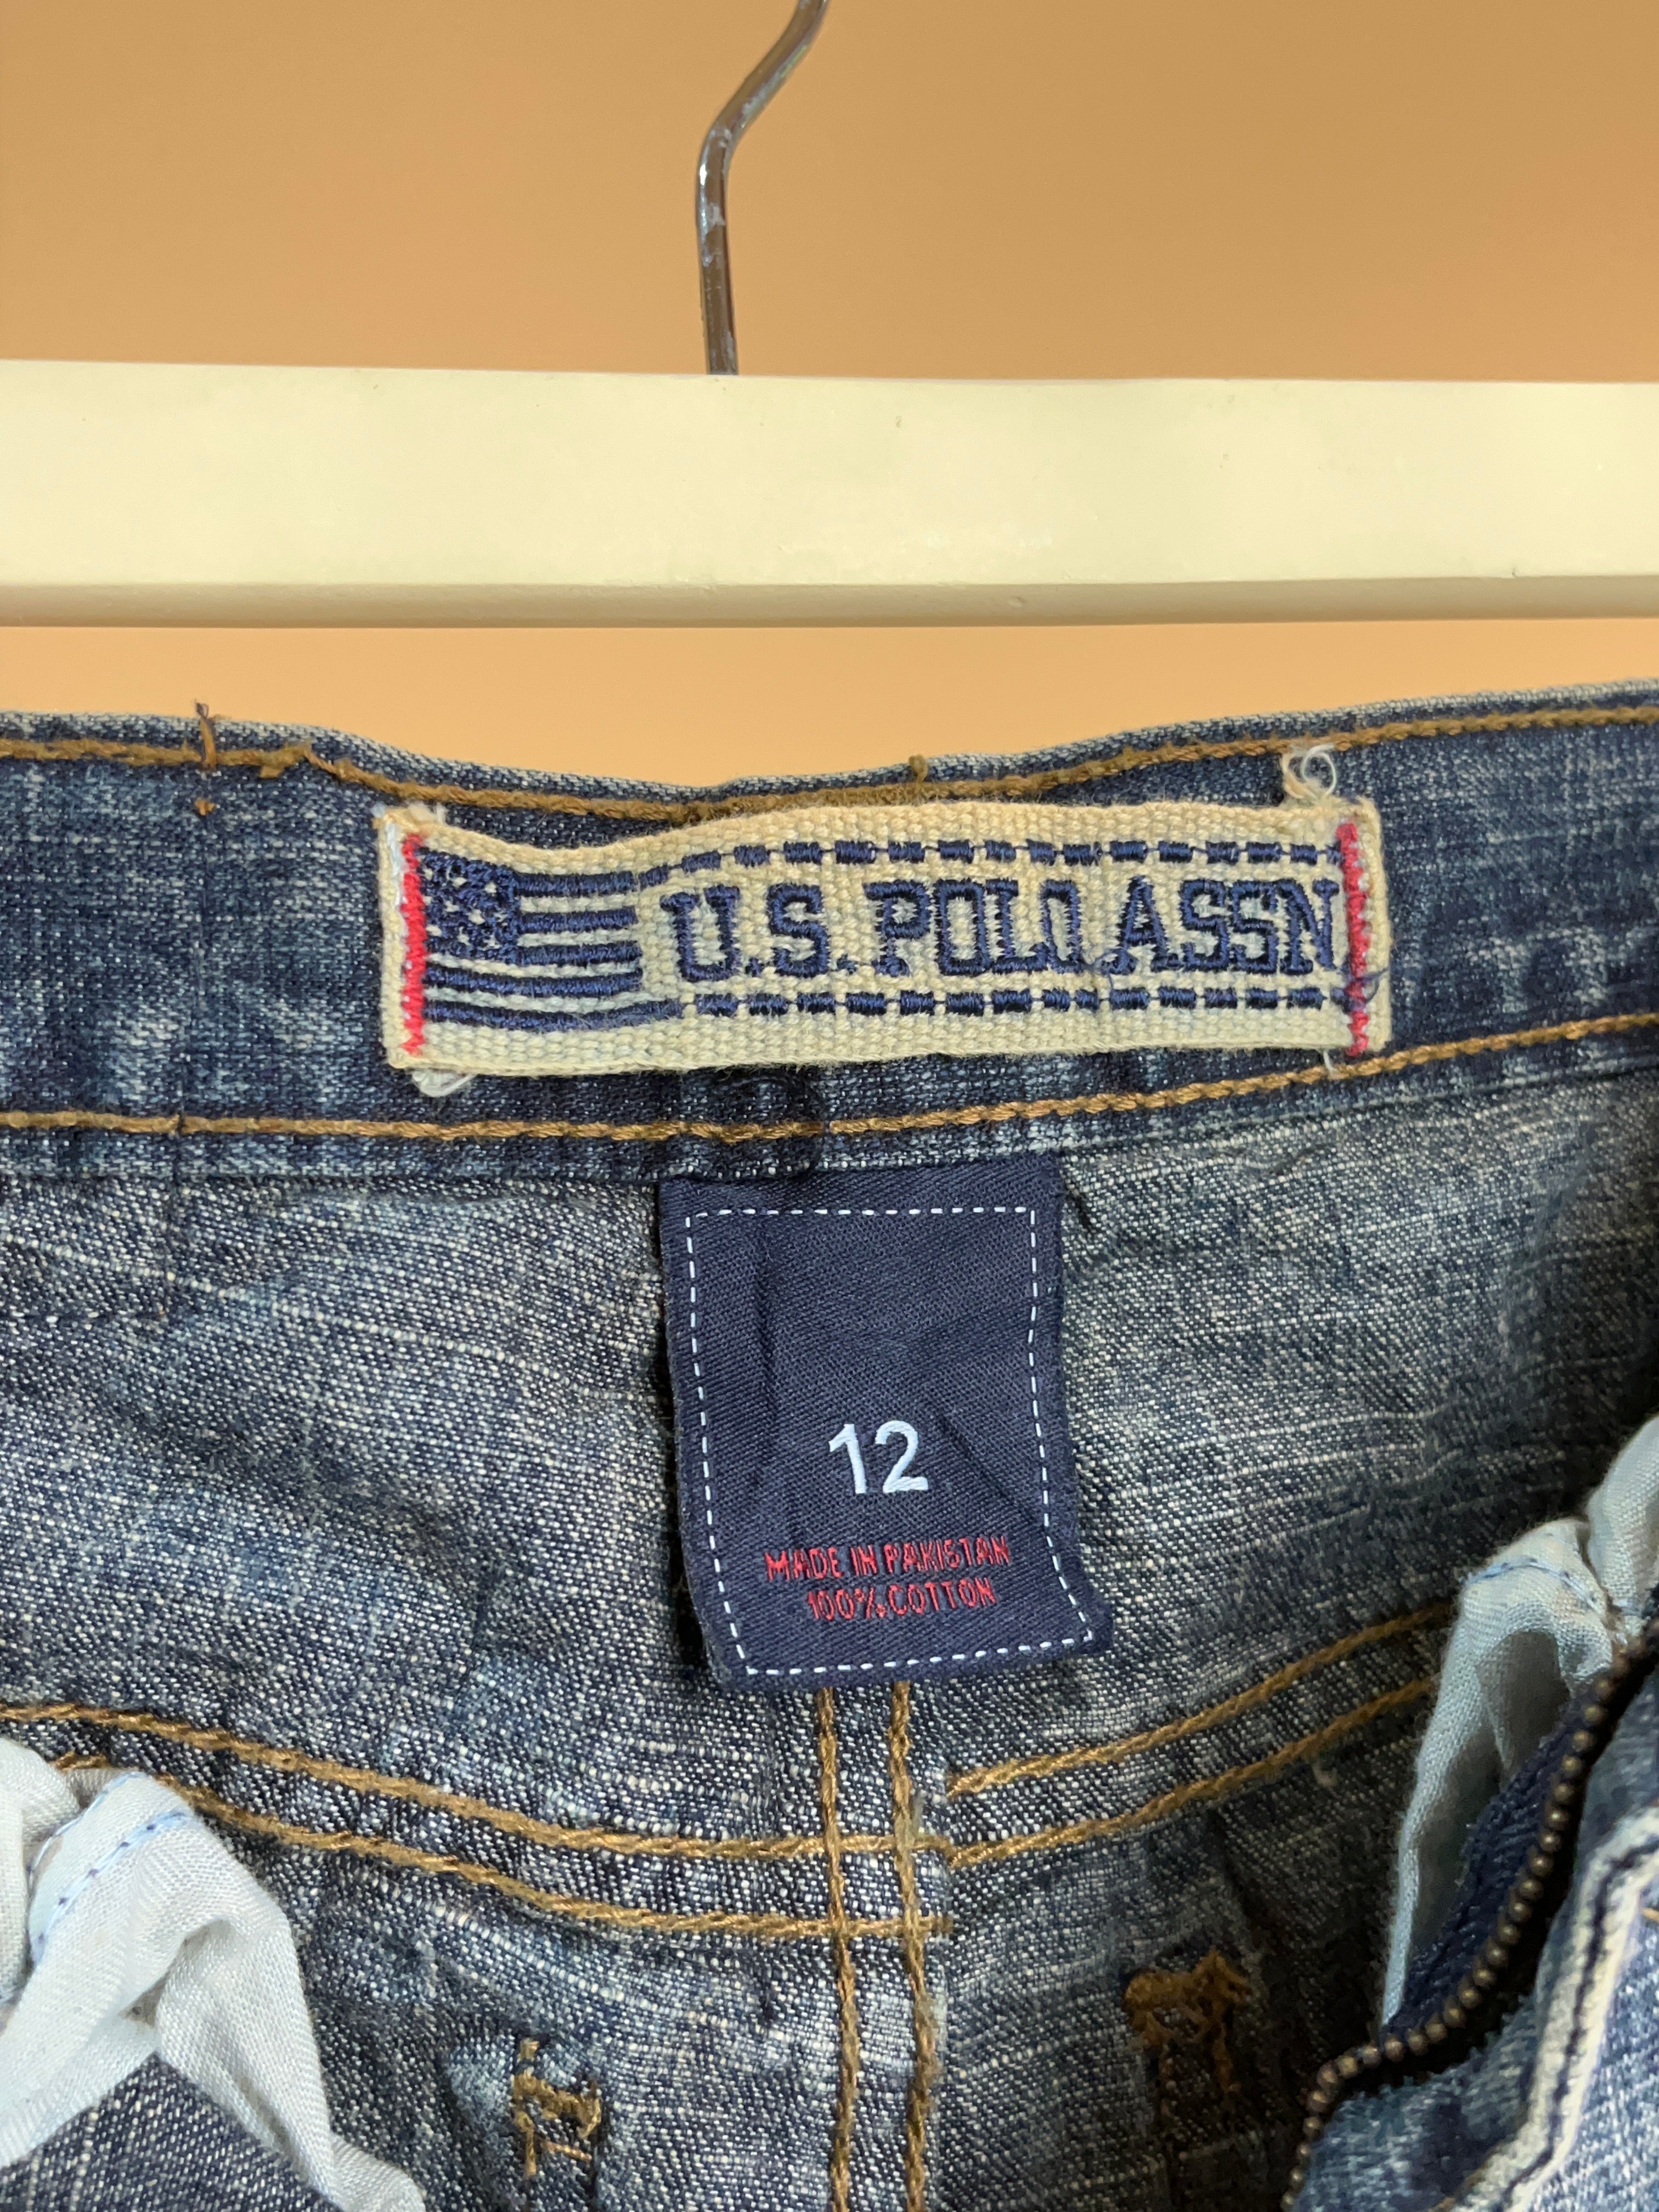 U.S. POLO ASSN
12
MADE IN PAKISTAN
100% COTTON